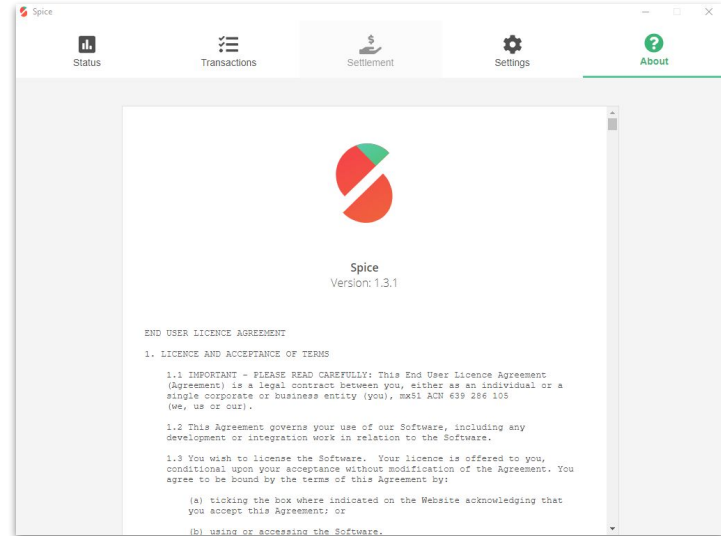 Spice
Status
Transactions
Settlement
Settings
About
Spice
Version: 1.3.1
END USER LICENCE AGREEMENT
1. LICENCE AND ACCEPTANCE OF TERMS
1.1 IMPORTANT - PLEASE READ CAREFULLY: This End User Licence Agreement
(Agreement) is a legal contract between you, either as an individual or a
single corporate or business entity (you), mx51 ACN 639 286 105
(we, us or our).
1.2 This Agreement governs your use of our Software, including any
development or integration work in relation to the Software.
1.3 You wish to license the Software. Your licence is offered to you,
conditional upon your acceptance without modification of the Agreement. You
agree to be bound by the terms of this Agreement by:
(a) ticking the box where indicated on the Website acknowledging that
you accept this Agreement; or
(b) using or accessing the Software.